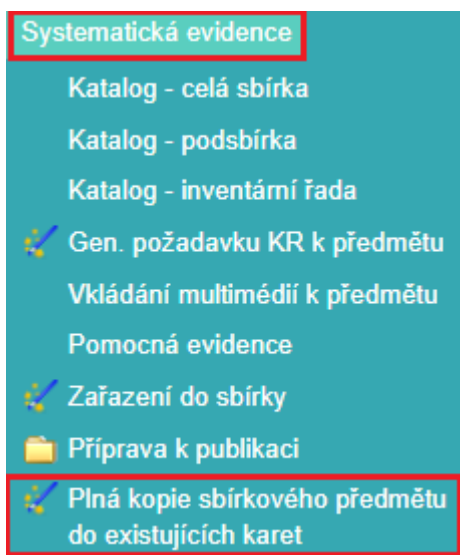 Systematická evidence
Katalog - celá sbírka
Katalog - podsbírka
Katalog - inventární řada
Gen. požadavku KR k předmětu
Vkládání multimédií k předmětu
Pomocná evidence
Zařazení do sbírky
Příprava k publikaci
Plná kopie sbírkového předmětu
do existujících karet